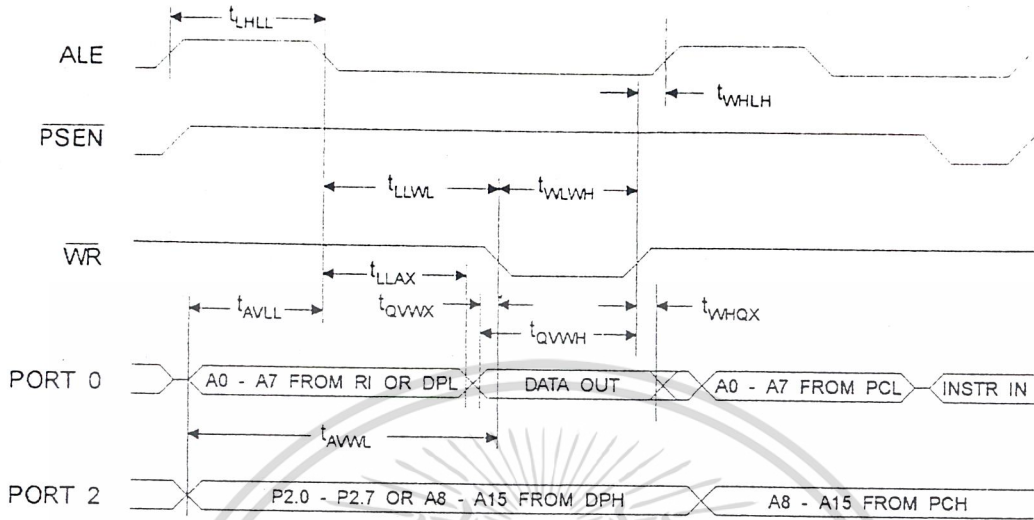 tLHLL
ALE
tWHLH
PSEN
tLLWL
tWLWH
WR
tLLAX
tAVLL
tQVWX
tWHQX
tQVWH
PORT 0
A0 - A7 FROM RI OR DPL
DATA OUT
A0 - A7 FROM PCL
INSTR IN
tAVWL
PORT 2
P2.0 - P2.7 OR A8 - A15 FROM DPH
A8 - A15 FROM PCH